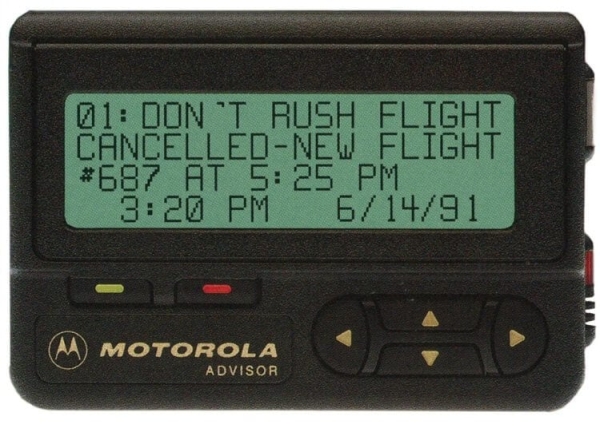 01: DON'T RUSH FLIGHT
CANCELLED-NEW FLIGHT
#687 AT 5:25 PM
3:20 PM 6/14/91
MOTOROLA
ADVISOR